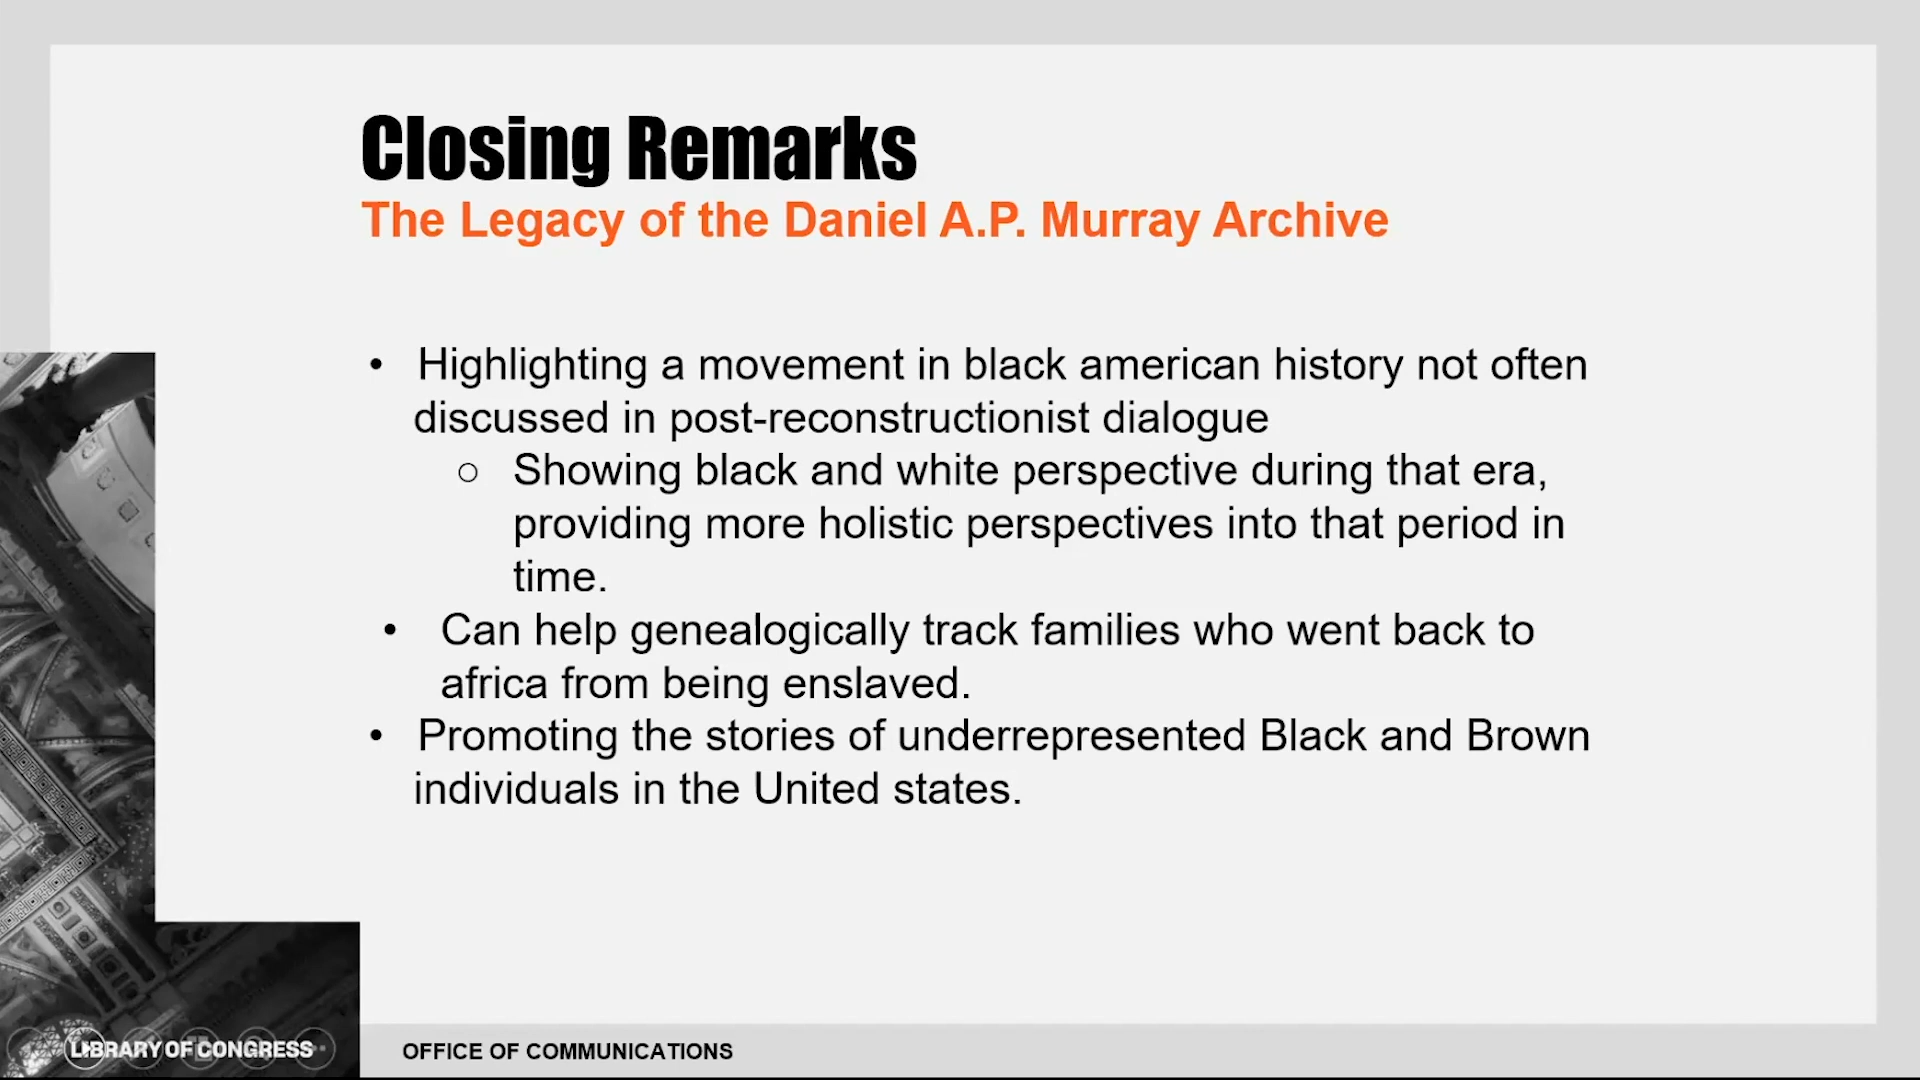 Closing Remarks
The Legacy of the Daniel A.P. Murray Archive
• Highlighting a movement in black american history not often
discussed in post-reconstructionist dialogue
○ Showing black and white perspective during that era,
providing more holistic perspectives into that period in
time.
• Can help genealogically track families who went back to
africa from being enslaved.
• Promoting the stories of underrepresented Black and Brown
individuals in the United states.
LIBRARY OF CONGRESS
OFFICE OF COMMUNICATIONS